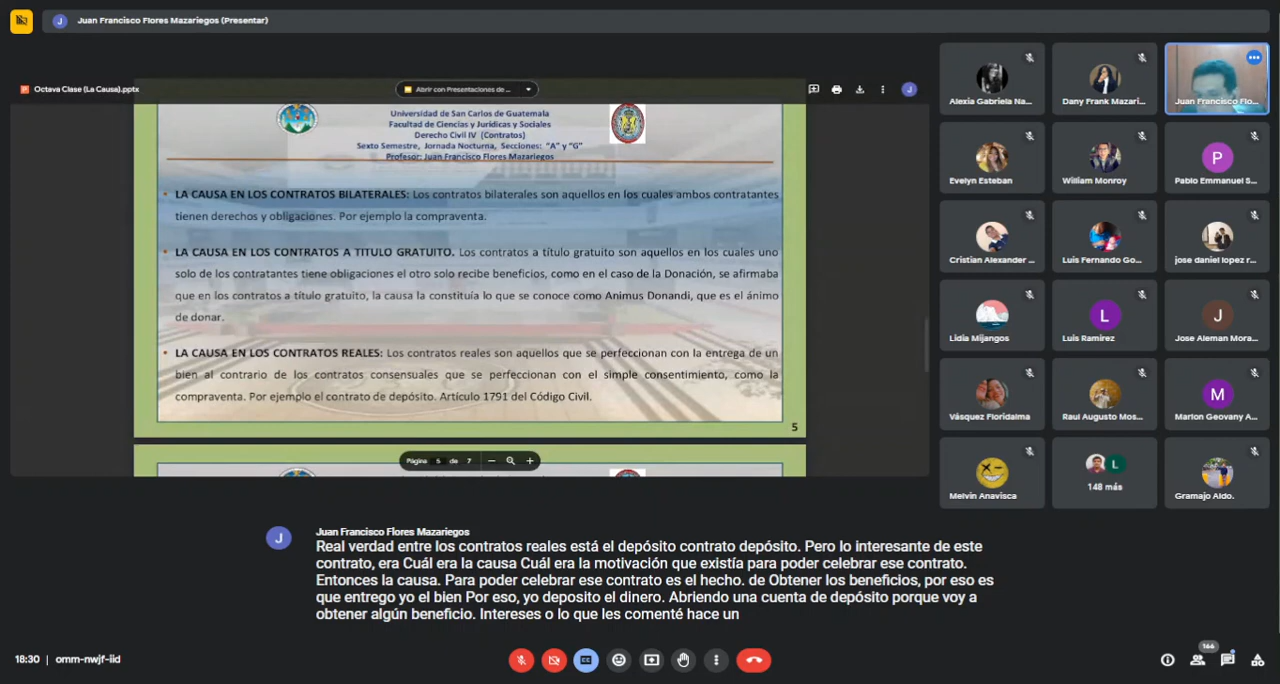 Juan Francisco Flores Mazariegos (Presentar)
Octava Clase (La Causa).pptx
Abrir con Presentaciones de ...
Universidad de San Carlos de Guatemala
Facultad de Ciencias y Jurídicas y Sociales
Derecho Civil IV (Contratos)
Sexto Semestre, Jornada Nocturna, Secciones: "A" y "G"
Profesor: Juan Francisco Flores Mazariegos
• LA CAUSA EN LOS CONTRATOS BILATERALES: Los contratos bilaterales son aquellos en los cuales ambos contratantes
tienen derechos y obligaciones. Por ejemplo la compraventa.
• LA CAUSA EN LOS CONTRATOS A TITULO GRATUITO. Los contratos a título gratuito son aquellos en los cuales uno
solo de los contratantes tiene obligaciones el otro solo recibe beneficios, como en el caso de la Donación, se afirmaba
que en los contratos a título gratuito, la causa la constituía lo que se conoce como Animus Donandi, que es el ánimo
de donar.
• LA CAUSA EN LOS CONTRATOS REALES: Los contratos reales son aquellos que se perfeccionan con la entrega de un
bien al contrario de los contratos consensuales que se perfeccionan con el simple consentimiento, como la
compraventa. Por ejemplo el contrato de depósito. Artículo 1791 del Código Civil.
5
Página 5 de 7
Alexia Gabriela Na...
Dany Frank Mazari...
Juan Francisco Flo...
Evelyn Esteban
William Monroy
P
Pablo Emmanuel S...
Cristian Alexander ...
Luis Fernando Go...
jose daniel lopez r...
Lidia Mijangos
L
Luis Ramirez
J
Jose Aleman Mora...
Vásquez Floridalma
Raul Augusto Mos...
M
Marlon Geovany A...
Melvin Anavisca
L
148 más
Gramajo Aldo.
J
Juan Francisco Flores Mazariegos
Real verdad entre los contratos reales está el depósito contrato depósito. Pero lo interesante de este
contrato, era Cuál era la causa Cuál era la motivación que existía para poder celebrar ese contrato.
Entonces la causa. Para poder celebrar ese contrato es el hecho. de Obtener los beneficios, por eso es
que entrego yo el bien Por eso, yo deposito el dinero. Abriendo una cuenta de depósito porque voy a
obtener algún beneficio. Intereses o lo que les comenté hace un
18:30 | omm-nwjf-iid
166